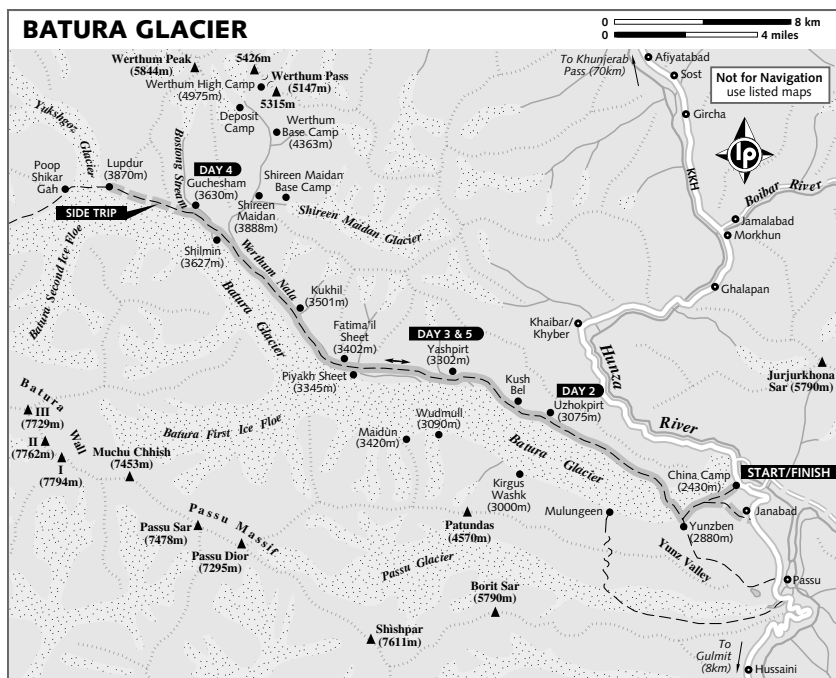 BATURA GLACIER
0 8 km
0 4 miles
Not for Navigation
use listed maps
lp
To Khunjerab
Pass (70km)
Afiyatabad
Sost
Gircha
KKH
Boibar River
Jamalabad
Morkhun
Ghalapan
Khaibar/
Khyber
Hunza
River
Jurjurkhona
Sar (5790m)
Werthum Peak
(5844m)
5426m
Werthum Pass
(5147m)
Werthum High Camp
(4975m)
5315m
Deposit
Camp
Werthum
Base Camp
(4363m)
Yukshgoz Glacier
Bostong Stream
Poop
Shikar
Gah
Lupdur
(3870m)
DAY 4
Guchesham
(3630m)
Shireen Maidan
Base Camp
Shireen
Maidan
(3888m)
Shireen Maidan Glacier
SIDE TRIP
Shilmin
(3627m)
Werthum Nala
Batura Second Ice Floe
Batura Glacier
Kukhil
(3501m)
Fatima'il
Sheet
(3402m)
DAY 3 & 5
Yashpirt
(3302m)
Piyakh Sheet
(3345m)
Kush
Bel
DAY 2
Uzhokpirt
(3075m)
Batura
Wall
III
(7729m)
II
(7762m)
I
(7794m)
Batura First Ice Floe
Muchu Chhish
(7453m)
Maidun
(3420m)
Wudmull
(3090m)
Batura Glacier
Kirgus
Washk
(3000m)
China Camp
(2430m)
START/FINISH
Mulungeen
Janabad
Yunzben
(2880m)
Passu Massif
Passu Sar
(7478m)
Passu Dior
(7295m)
Patundas
(4570m)
Passu Glacier
Yunz Valley
Passu
Borit Sar
(5790m)
Shishpar
(7611m)
To
Gulmit
(8km)
Hussaini